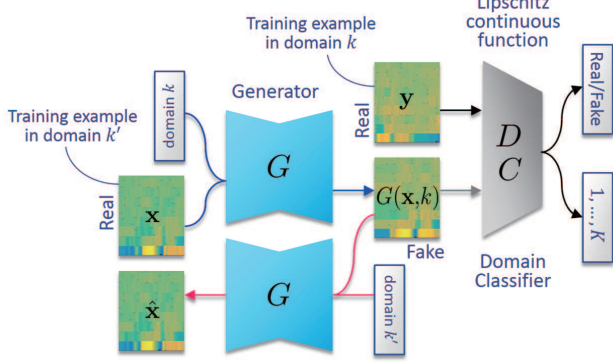 Training example
in domain k
Lipschitz
continuous
function
Training example
in domain k′
domain k
Generator
Real
y
D
C
Real/Fake
G
Real
x
G(x,k)
Fake
1, ..., K
x̂
G
domain k′
Domain
Classifier